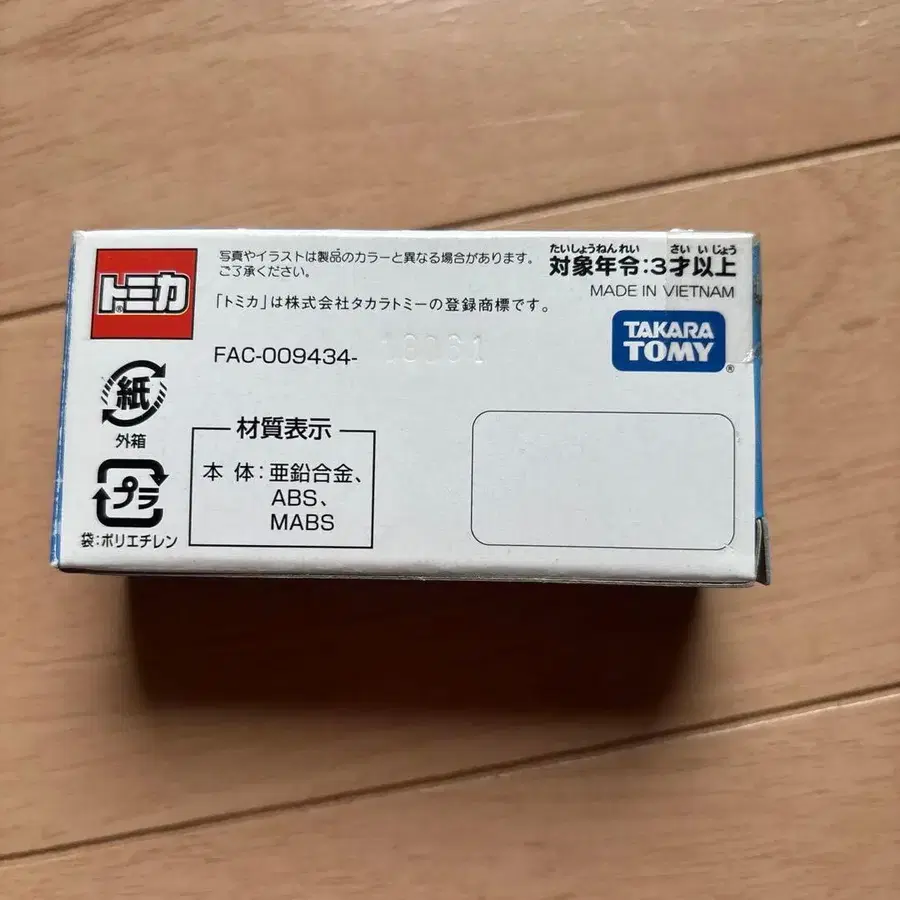 トミカ
®
写真やイラストは製品のカラーと異なる場合があります。
ご了承ください。
「トミカ」は株式会社タカラトミーの登録商標です。
FAC-009434-
たいしょうねんれい さい いじょう
対象年令:3才以上
MADE IN VIETNAM
TAKARA
TOMY
®
紙
外箱
プラ
袋:ポリエチレン
材質表示
本 体:亜鉛合金、
ABS、
MABS